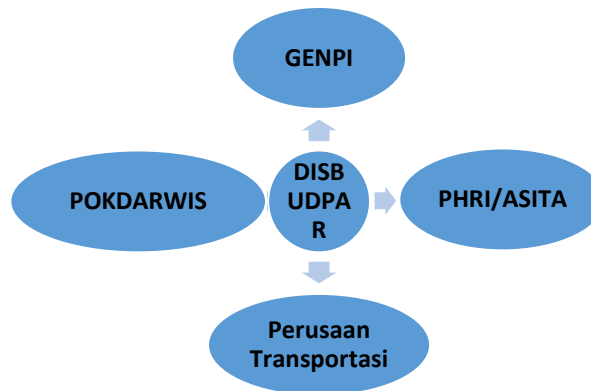 GENPI
POKDARWIS
DISB
UDPA
R
PHRI/ASITA
Perusaan
Transportasi